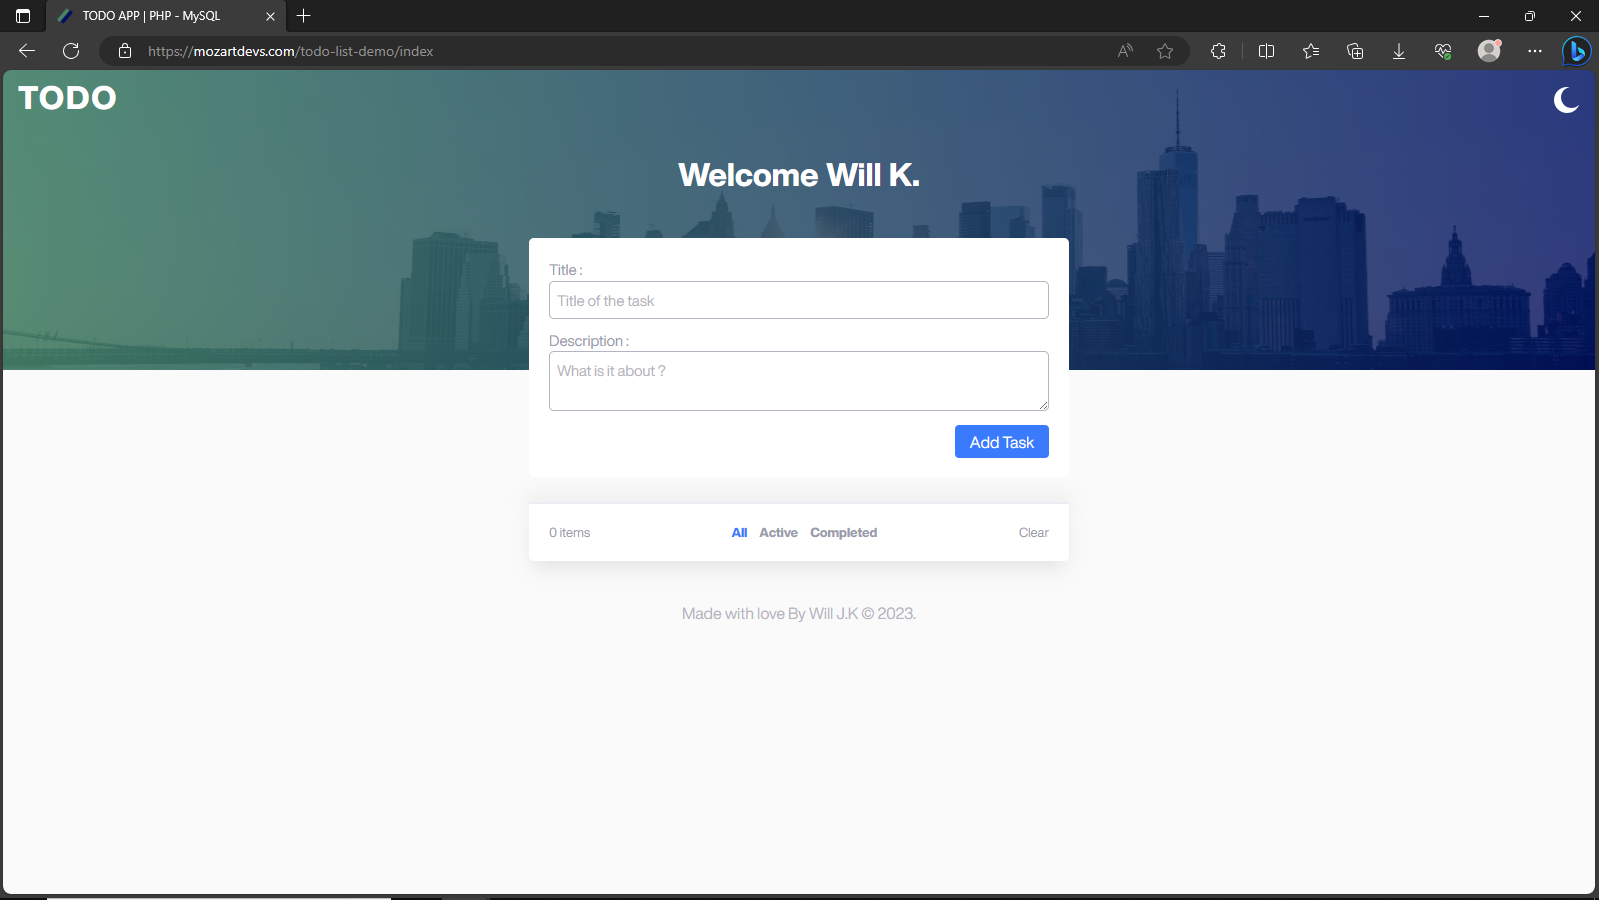 TODO APP | PHP - MySQL
https://mozartdevs.com/todo-list-demo/index
TODO
Welcome Will K.
Title :
Title of the task
Description :
What is it about ?
Add Task
0 items
All Active Completed
Clear
Made with love By Will J.K © 2023.